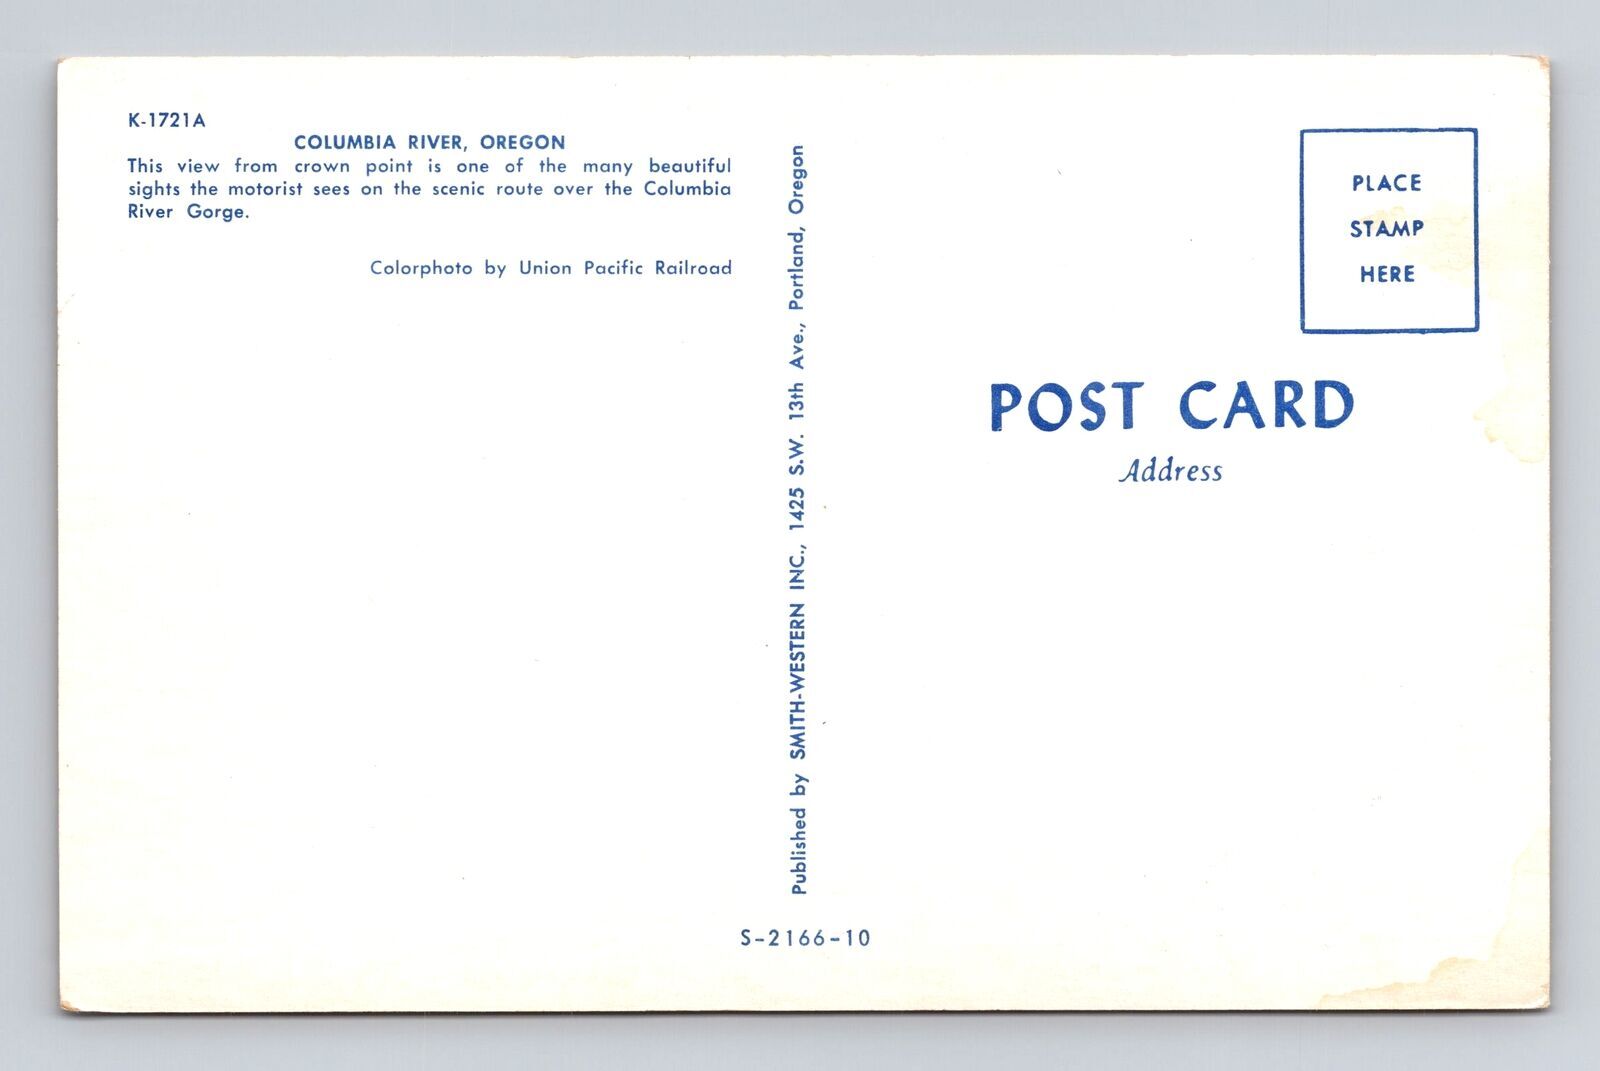 K-1721A
COLUMBIA RIVER, OREGON
This view from crown point is one of the many beautiful
sights the motorist sees on the scenic route over the Columbia
River Gorge.
Colorphoto by Union Pacific Railroad
Published by SMITH-WESTERN INC., 1425 S.W. 13th Ave., Portland, Oregon
S-2166-10
PLACE
STAMP
HERE
POST CARD
Address